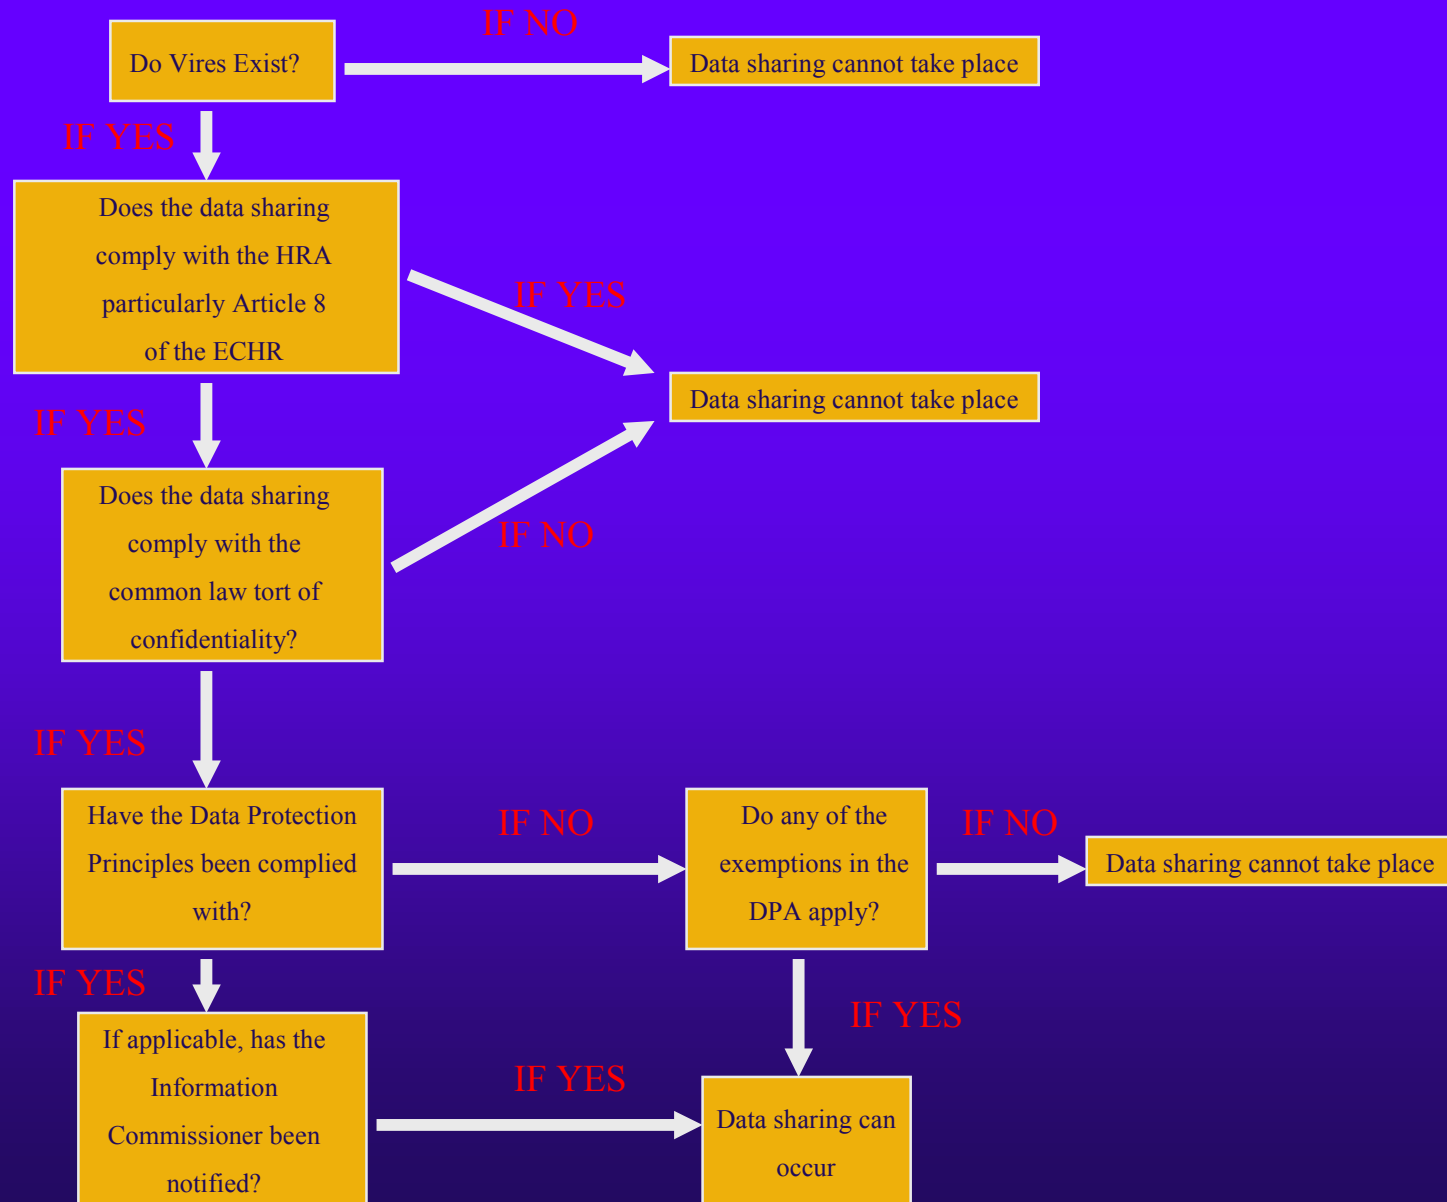 IF NO
Do Vires Exist?
Data sharing cannot take place
IF YES
Does the data sharing
comply with the HRA
particularly Article 8
of the ECHR
IF YES
Data sharing cannot take place
IF YES
Does the data sharing
comply with the
common law tort of
confidentiality?
IF NO
IF YES
Have the Data Protection
Principles been complied
with?
IF NO
Do any of the
exemptions in the
DPA apply?
IF NO
Data sharing cannot take place
IF YES
IF YES
If applicable, has the
Information
Commissioner been
notified?
IF YES
Data sharing can
occur